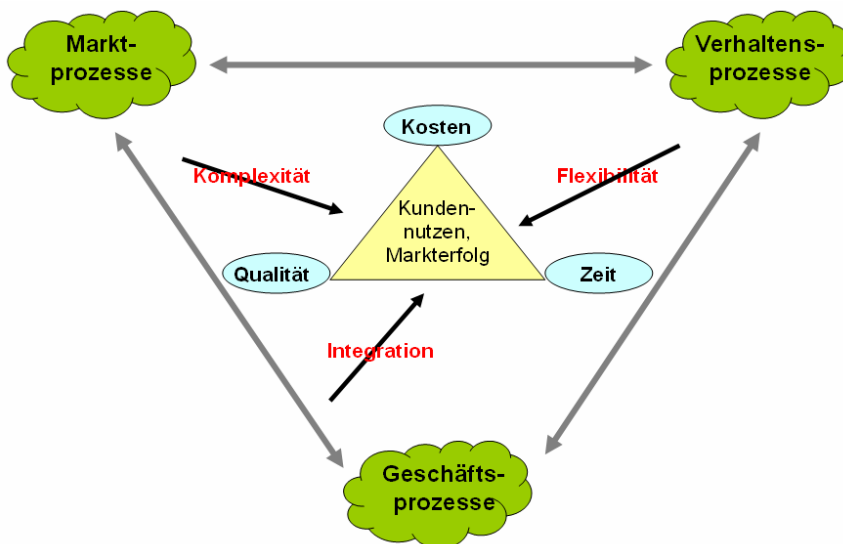 Markt-
prozesse
Verhaltens-
prozesse
Kosten
Komplexität
Flexibilität
Kunden-
nutzen,
Markterfolg
Qualität
Zeit
Integration
Geschäfts-
prozesse